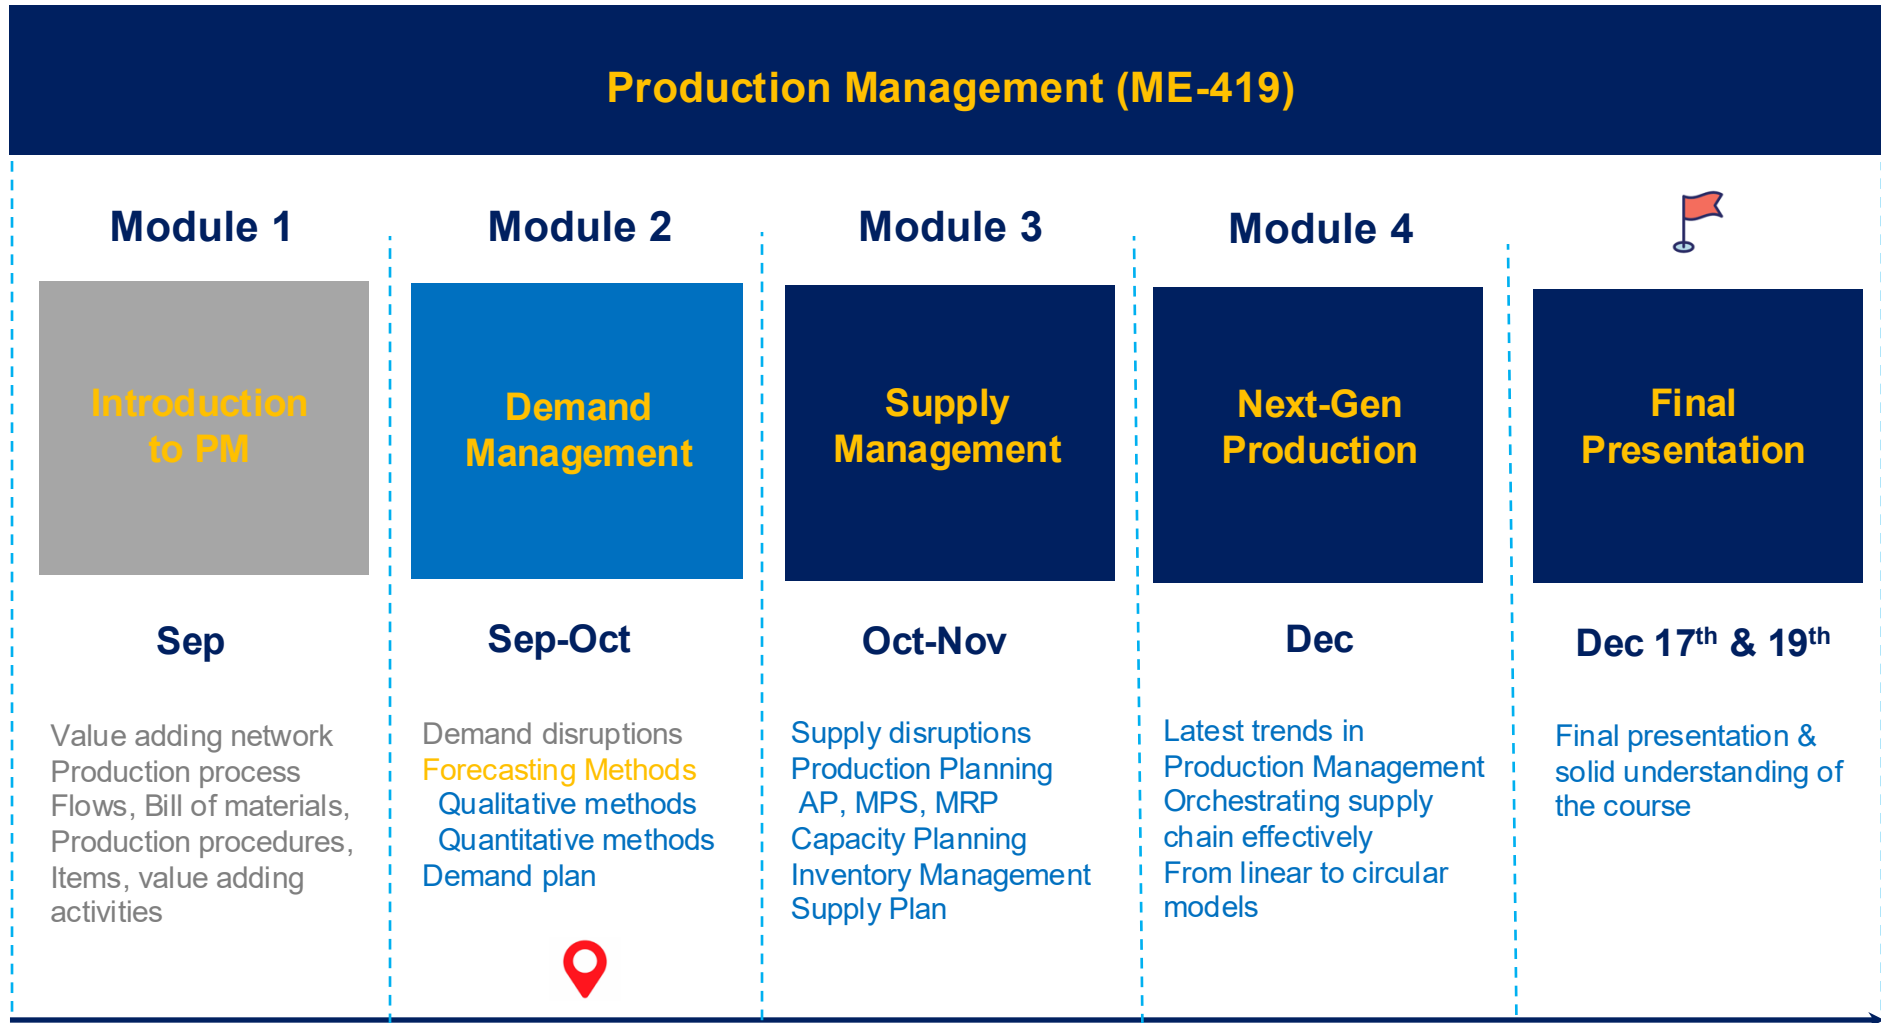 Production Management (ME-419)
Module 1
Introduction
to PM
Sep
Value adding network
Production process
Flows, Bill of materials,
Production procedures,
Items, value adding
activities
Module 2
Demand
Management
Sep-Oct
Demand disruptions
Forecasting Methods
Qualitative methods
Quantitative methods
Demand plan
Module 3
Supply
Management
Oct-Nov
Supply disruptions
Production Planning
AP, MPS, MRP
Capacity Planning
Inventory Management
Supply Plan
Module 4
Next-Gen
Production
Dec
Latest trends in
Production Management
Orchestrating supply
chain effectively
From linear to circular
models
Final
Presentation
Dec 17th & 19th
Final presentation &
solid understanding of
the course